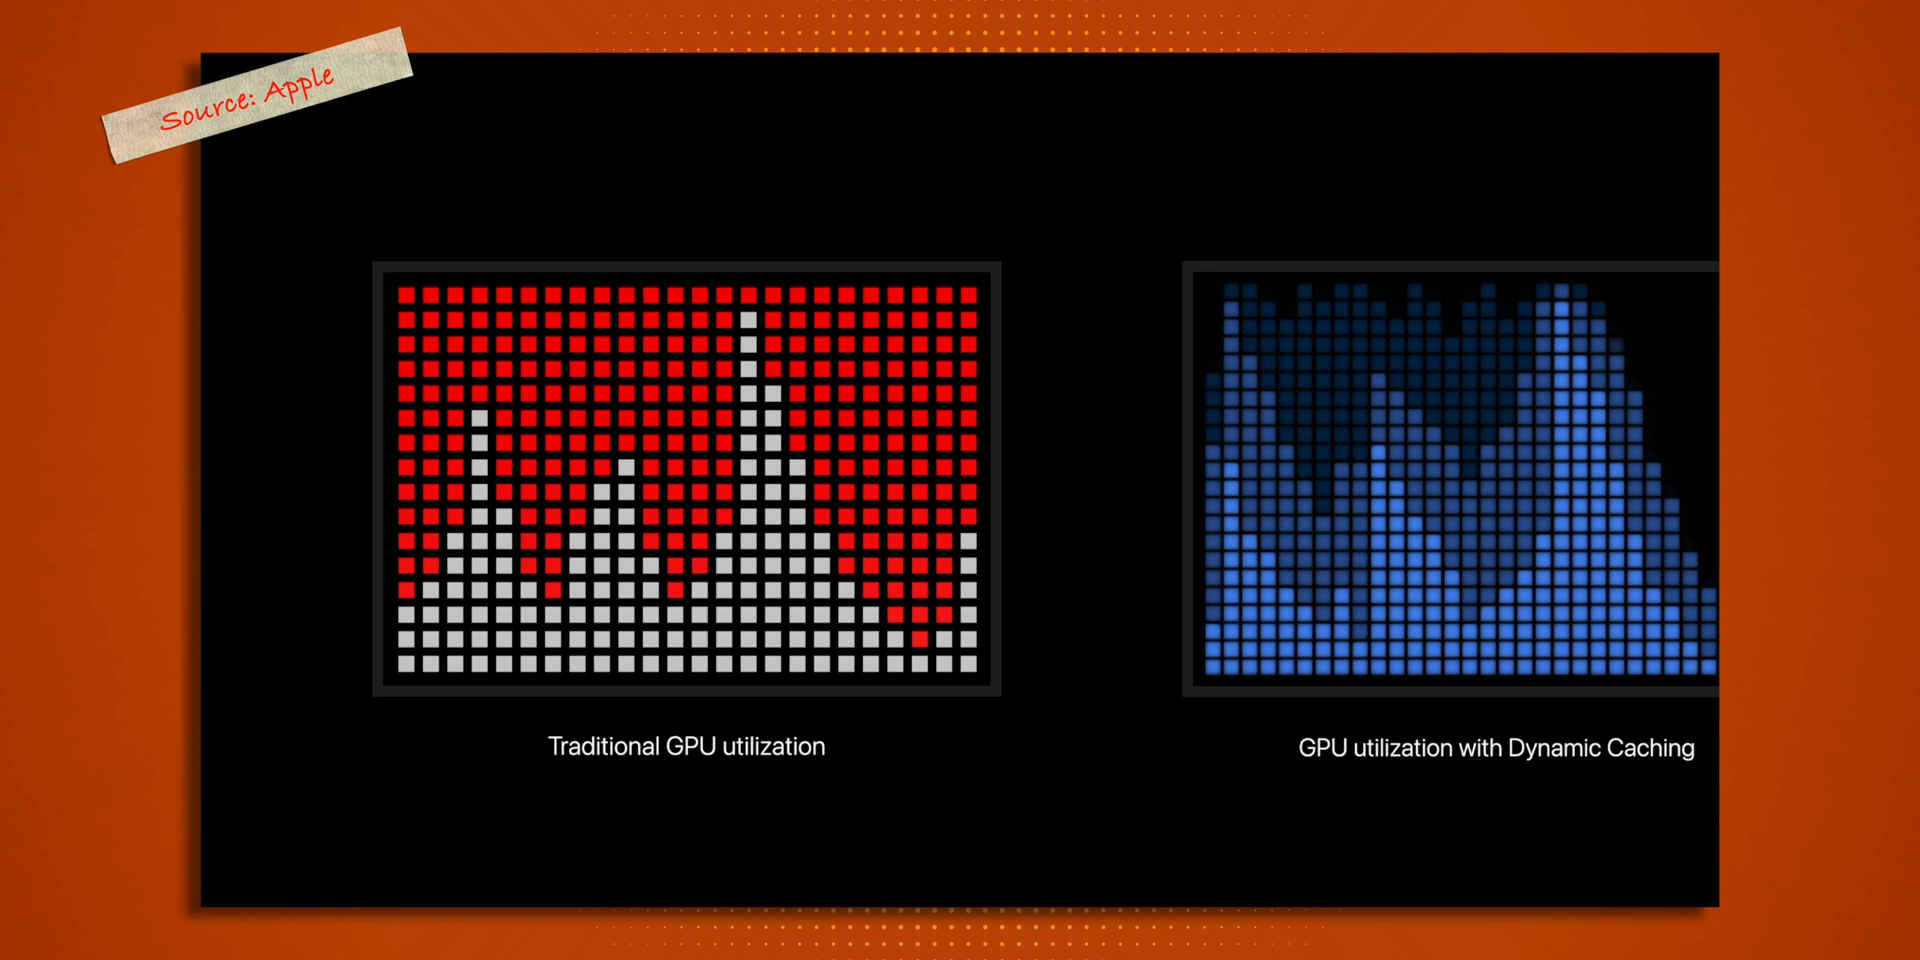 Source: Apple
Traditional GPU utilization
GPU utilization with Dynamic Caching